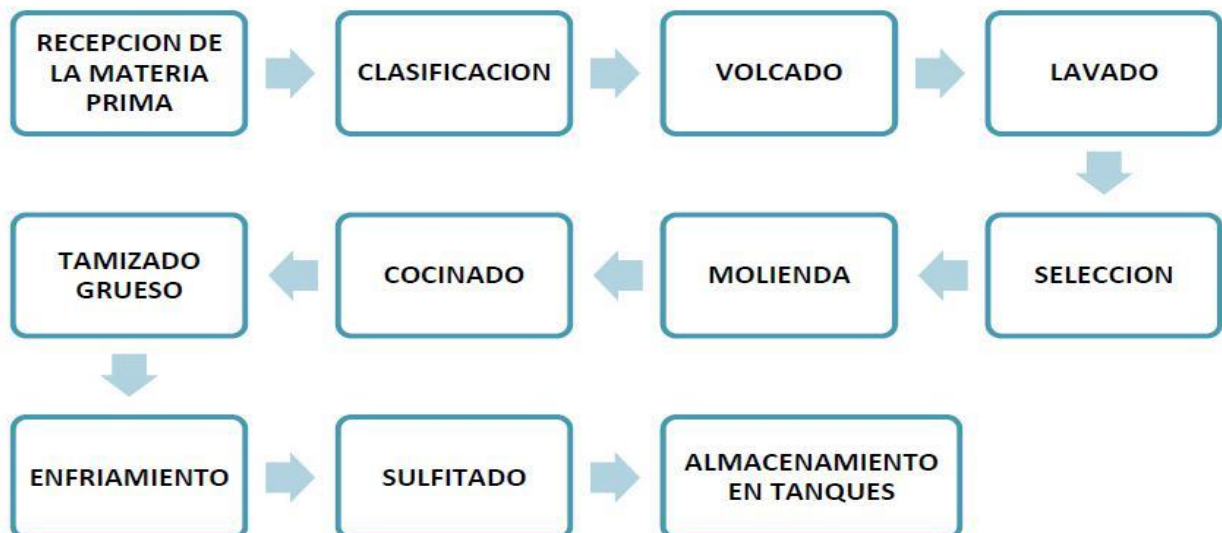 RECEPCION DE
LA MATERIA
PRIMA
CLASIFICACION
VOLCADO
LAVADO
SELECCION
MOLIENDA
COCINADO
TAMIZADO
GRUESO
ENFRIAMIENTO
SULFITADO
ALMACENAMIENTO
EN TANQUES